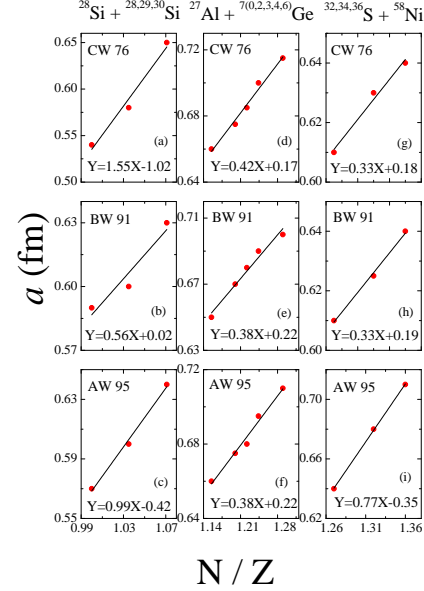 28Si + 28,29,30Si 27Al + 7(0,2,3,4,6)Ge 32,34,36S + 58Ni
0.65 CW 76 0.72 CW 76 CW 76
0.64
0.60
0.68
0.55 0.62
(a) (d) (g)
Y=1.55X-1.02 Y=0.42X+0.17 Y=0.33X+0.18
0.50 0.64 0.60
0.63 BW 91 0.71 BW 91 BW 91
0.64
0.60 0.67 0.62
(b) (e) (h)
Y=0.56X+0.02 Y=0.38X+0.22 Y=0.33X+0.19
0.57 0.63 0.60
a (fm)
0.72
AW 95 AW 95 AW 95
0.63 0.70
0.59 0.68 0.66
(c) (f) (i)
Y=0.99X-0.42 Y=0.38X+0.22 Y=0.77X-0.35
0.55 0.64 0.62
0.99 1.03 1.07 1.14 1.21 1.28 1.26 1.31 1.36
N / Z